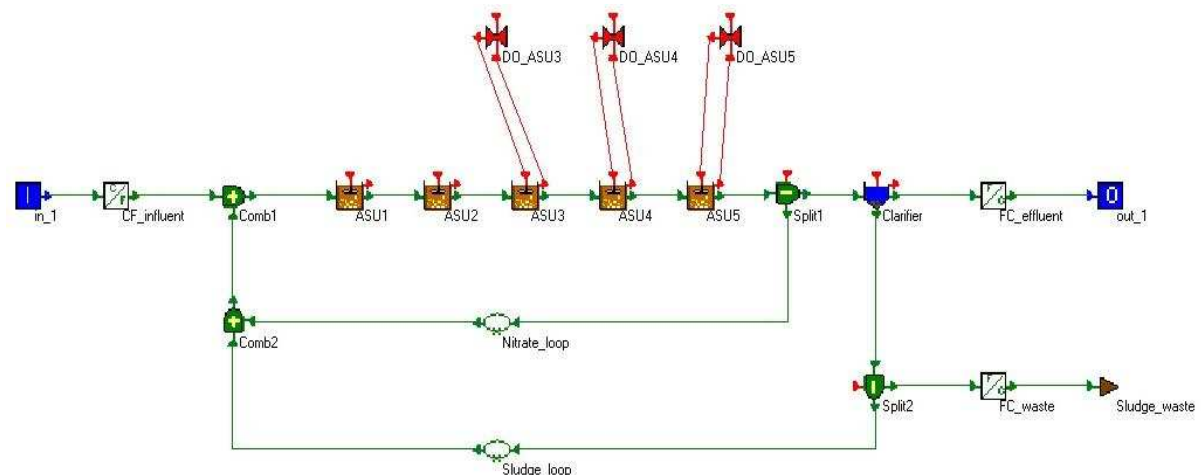 DO_ASU3
DO_ASU4
DO_ASU5
I
in_1
C/F
CF_influent
Comb1
ASU1
ASU2
ASU3
ASU4
ASU5
Split1
Clarifier
F/C
FC_effluent
O
out_1
Comb2
Nitrate_loop
Split2
F/C
FC_waste
Sludge_waste
Sludge_loop